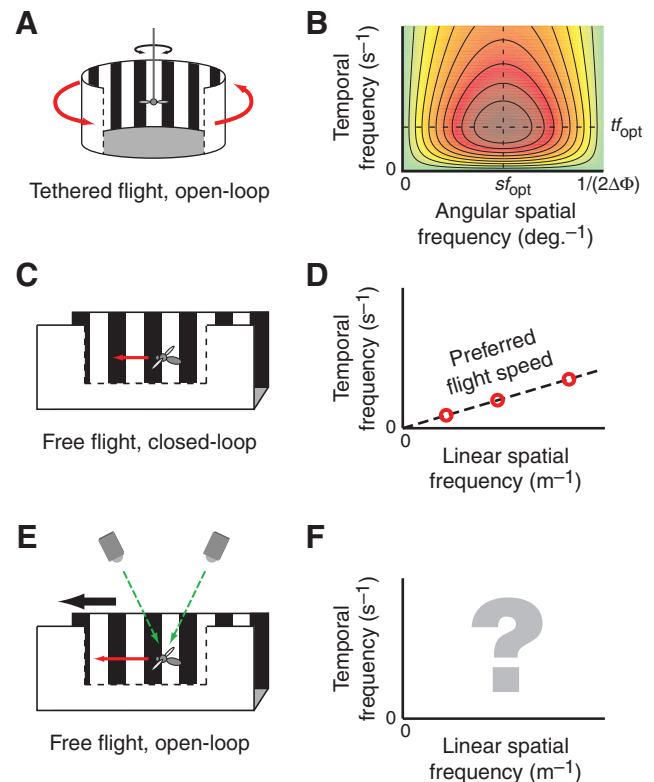 A
Tethered flight, open-loop
B
Temporal
frequency (s–1)
tfopt
0
0
sfopt
1/(2ΔΦ)
Angular spatial
frequency (deg.–1)
C
Free flight, closed-loop
D
Temporal
frequency (s–1)
Preferred
flight speed
0
Linear spatial
frequency (m–1)
E
Free flight, open-loop
F
Temporal
frequency (s–1)
?
0
Linear spatial
frequency (m–1)